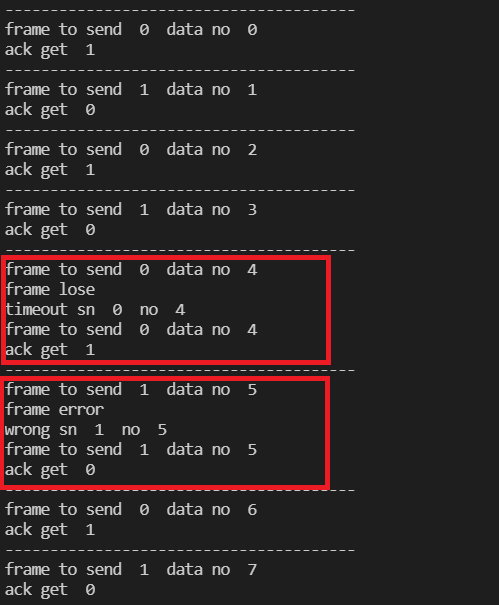 -----------------------------------
frame to send  0  data no  0
ack get  1
-----------------------------------
frame to send  1  data no  1
ack get  0
-----------------------------------
frame to send  0  data no  2
ack get  1
-----------------------------------
frame to send  1  data no  3
ack get  0
-----------------------------------
frame to send  0  data no  4
frame lose
timeout sn  0  no  4
frame to send  0  data no  4
ack get  1
-----------------------------------
frame to send  1  data no  5
frame error
wrong sn  1  no  5
frame to send  1  data no  5
ack get  0
-----------------------------------
frame to send  0  data no  6
ack get  1
-----------------------------------
frame to send  1  data no  7
ack get  0